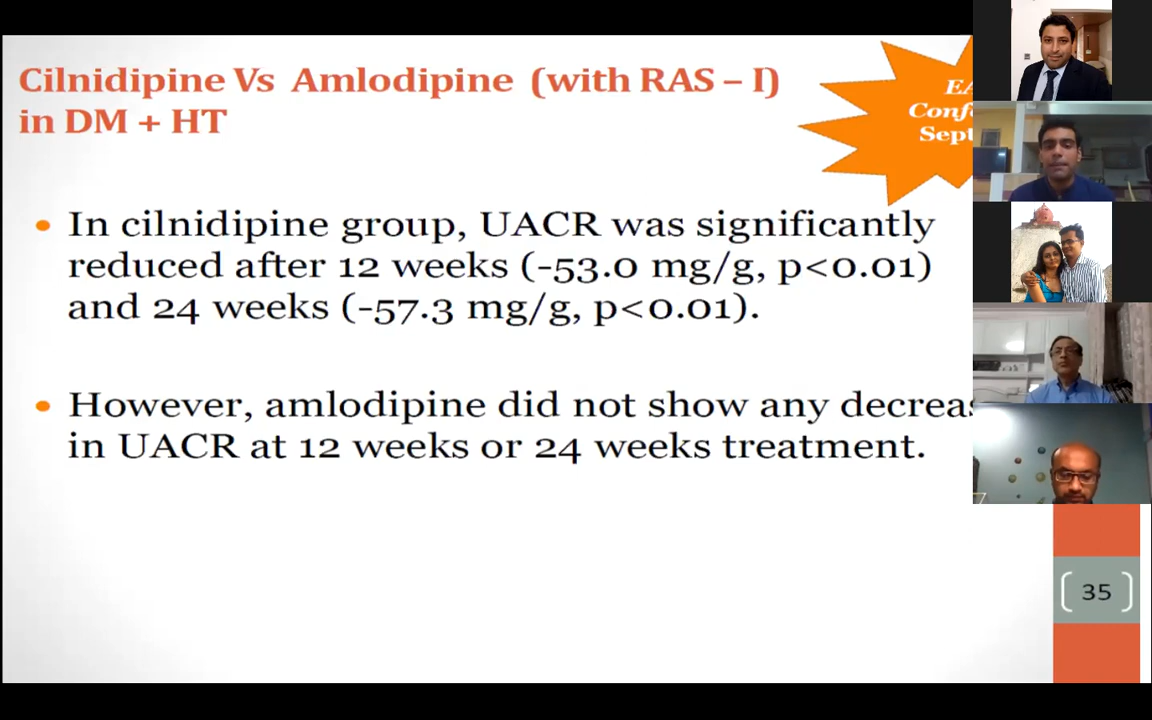 Cilnidipine Vs Amlodipine (with RAS – I)
in DM + HT
Sept
• In cilnidipine group, UACR was significantly
reduced after 12 weeks (-53.0 mg/g, p<0.01)
and 24 weeks (-57.3 mg/g, p<0.01).
• However, amlodipine did not show any
in UACR at 12 weeks or 24 weeks treatment.
[ 35 ]